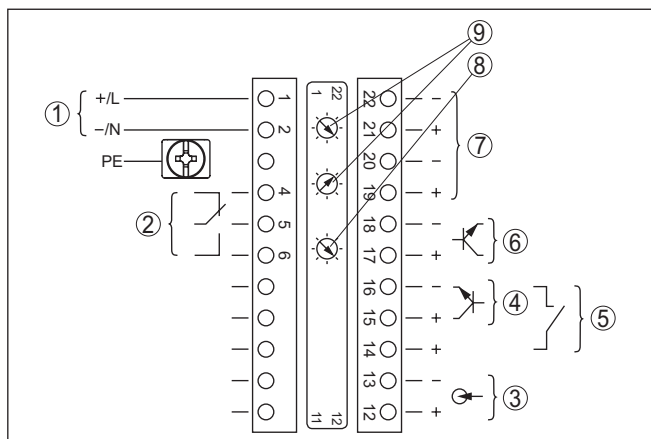 ⑨
⑧
① +/L 1 1 22 22 −
−/N 2 21 + ⑦
PE 20 −
4 19 +
② 5 18 − ⑥
6 17 +
16 − ④
15 + ⑤
14 +
13 − ③
11 12 12 +